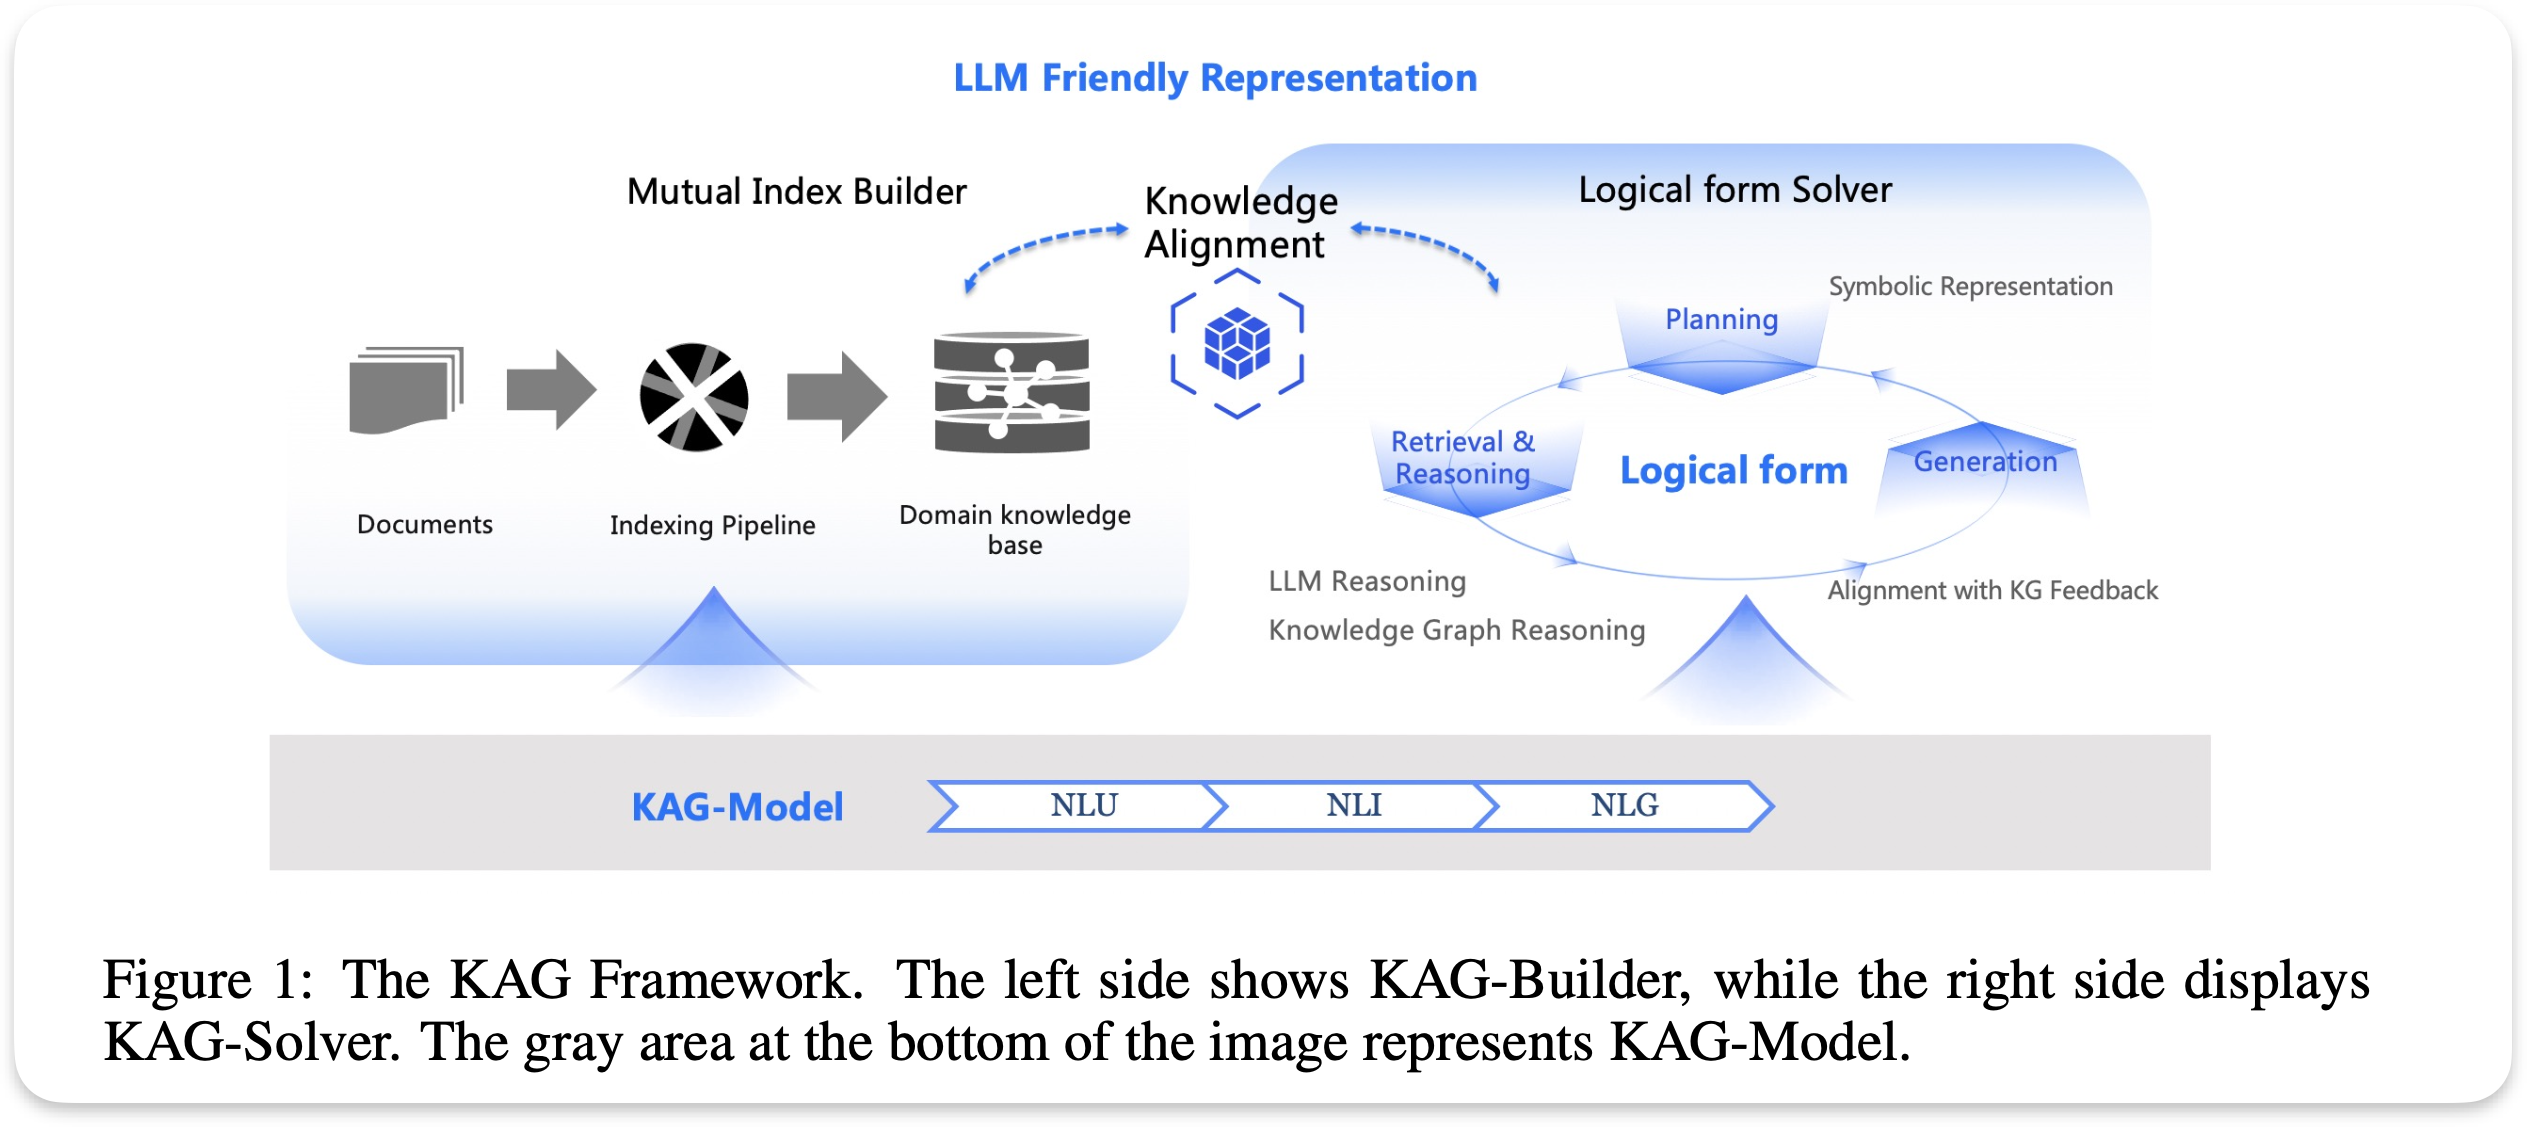 LLM Friendly Representation
Mutual Index Builder
Knowledge
Alignment
Logical form Solver
Documents
Indexing Pipeline
Domain knowledge
base
Symbolic Representation
Planning
Retrieval &
Reasoning
Logical form
Generation
LLM Reasoning
Knowledge Graph Reasoning
Alignment with KG Feedback
KAG-Model
NLU
NLI
NLG
Figure 1: The KAG Framework. The left side shows KAG-Builder, while the right side displays
KAG-Solver. The gray area at the bottom of the image represents KAG-Model.